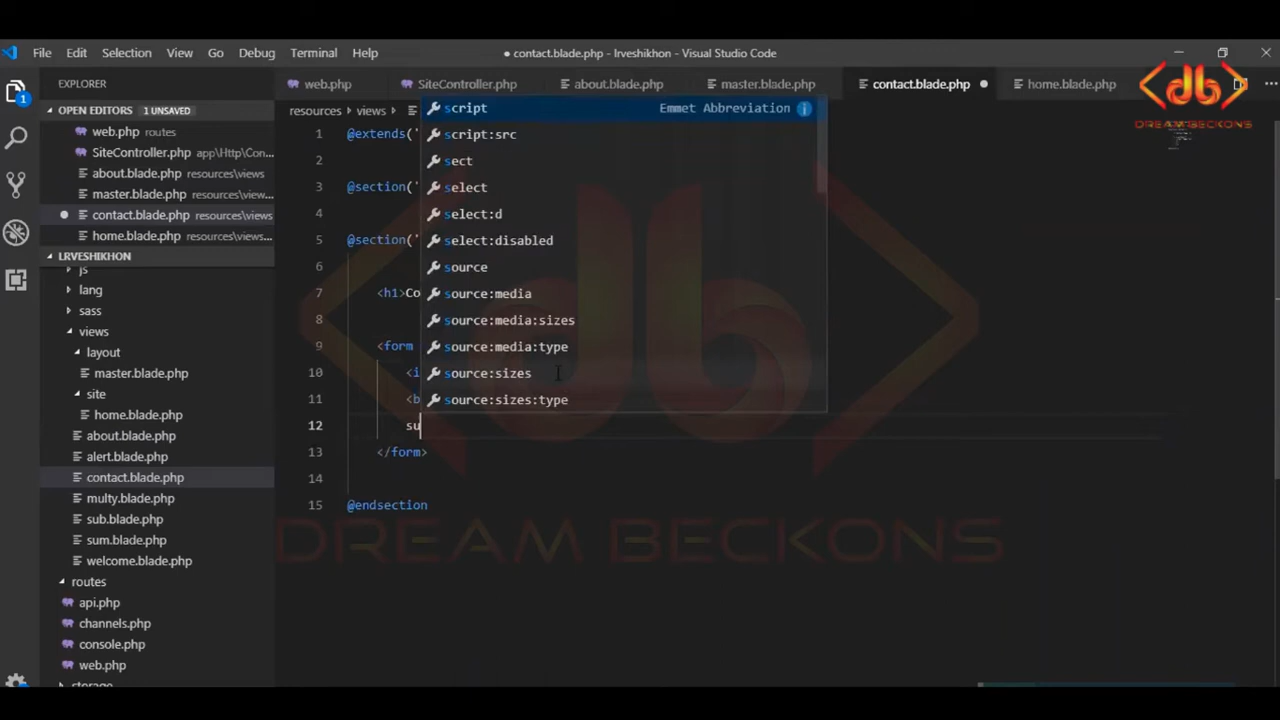 File Edit Selection View Go Debug Terminal Help
● contact.blade.php - lrveshikhon - Visual Studio Code
EXPLORER
web.php
SiteController.php
about.blade.php
master.blade.php
contact.blade.php ●
home.blade.php
OPEN EDITORS 1 UNSAVED
web.php routes
SiteController.php app\Http\Con...
about.blade.php resources\views
master.blade.php resources\views...
contact.blade.php resources\views
home.blade.php resources\views...
LRVESHIKHON
js
lang
sass
views
layout
master.blade.php
site
home.blade.php
about.blade.php
alert.blade.php
contact.blade.php
multy.blade.php
sub.blade.php
sum.blade.php
welcome.blade.php
routes
api.php
channels.php
console.php
web.php
storage
1
resources › views ›
1 @extends('
2
3 @section('
4
5 @section('
6
7 <h1>Co
8
9 <form
10 <i
11 <b
12 su
13 </form>
14
15 @endsection
script Emmet Abbreviation
script:src
sect
select
select:d
select:disabled
source
source:media
source:media:sizes
source:media:type
source:sizes
source:sizes:type
db
DREAM BECKONS
DREAM BECKONS